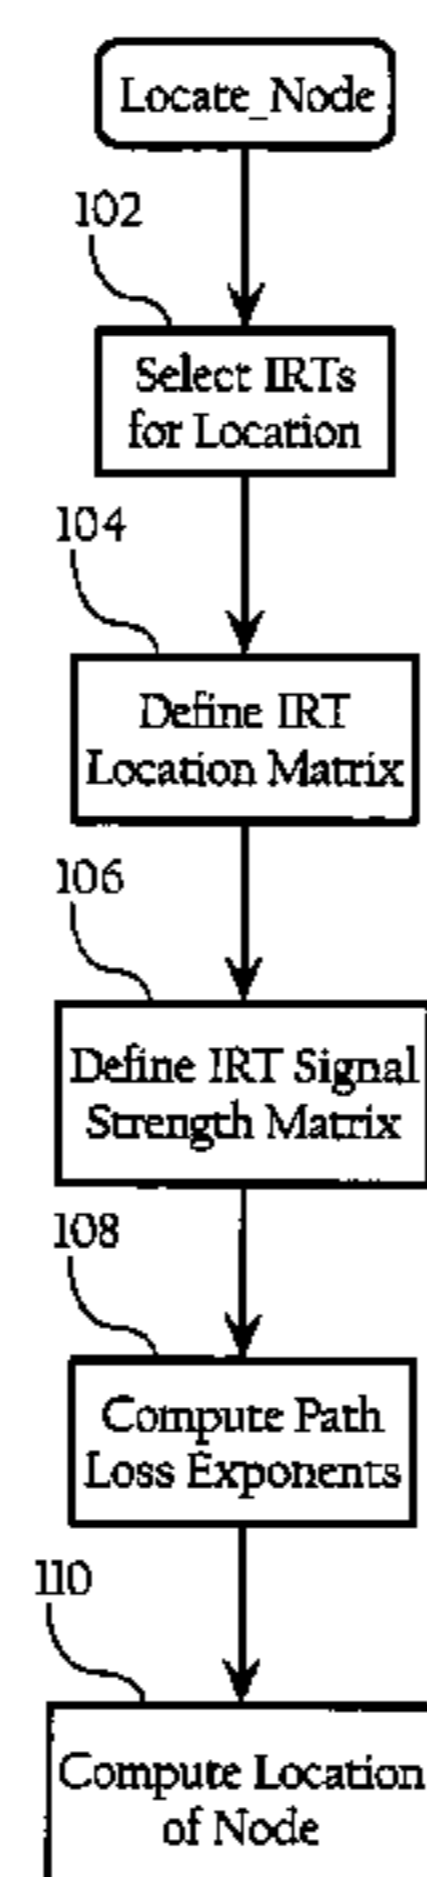 Locate_Node
102
Select IRTs
for Location
104
Define IRT
Location Matrix
106
Define IRT Signal
Strength Matrix
108
Compute Path
Loss Exponents
110
Compute Location
of Node